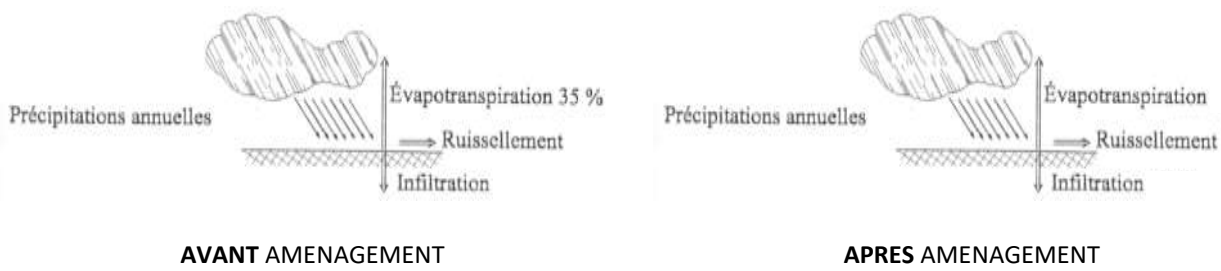 Évapotranspiration 35 %
Précipitations annuelles
Ruissellement
Infiltration
AVANT AMENAGEMENT
Évapotranspiration
Précipitations annuelles
Ruissellement
Infiltration
APRES AMENAGEMENT